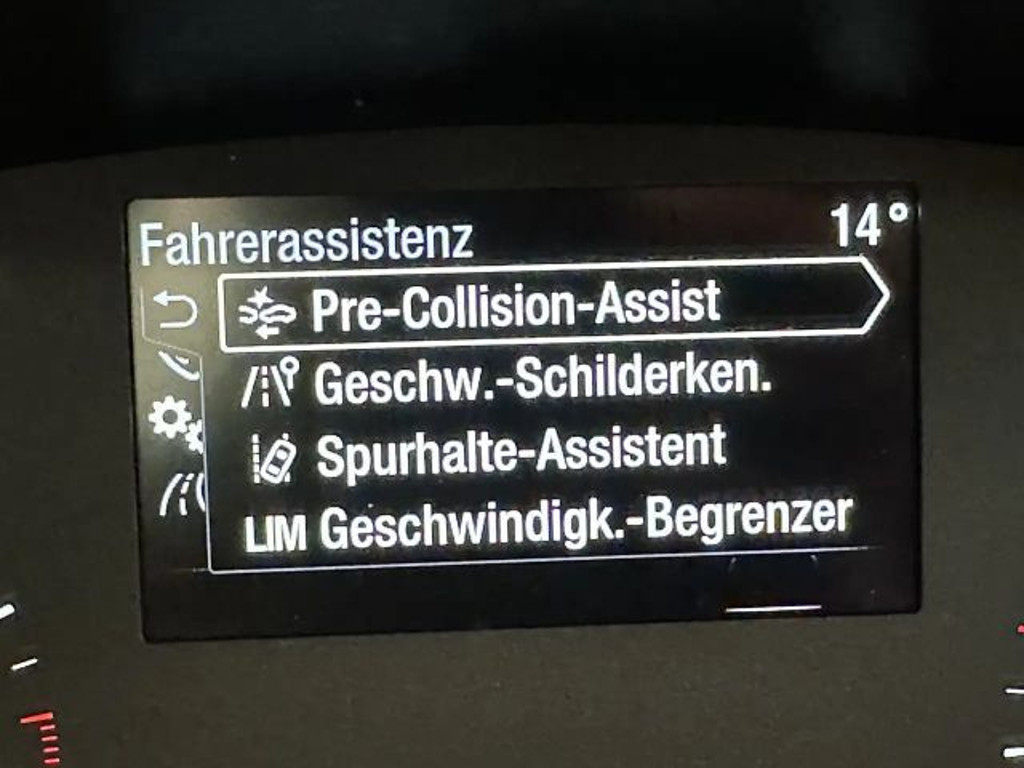 Fahrerassistenz 14°
Pre-Collision-Assist
Geschw.-Schilderken.
Spurhalte-Assistent
LIM Geschwindigk.-Begrenzer